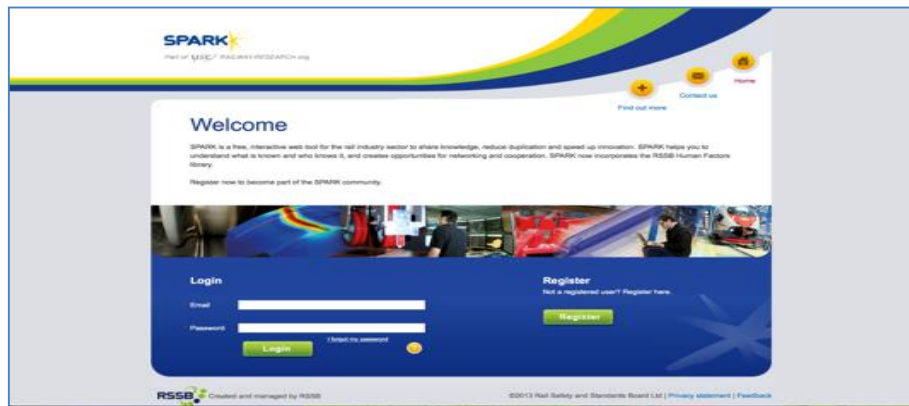 SPARK
Part of RAILWAY-RESEARCH.org
Home
Contact us
Find out more
Welcome
SPARK is a free, interactive web tool for the rail industry sector to share knowledge, reduce duplication and speed up innovation. SPARK helps you to
understand what is known and who knows it, and creates opportunities for networking and cooperation. SPARK now incorporates the RSSB Human Factors
library.
Register now to become part of the SPARK community.
Login
Register
Not a registered user? Register here.
Email
Register
Password
I forgot my password
Login
RSSB Created and managed by RSSB
©2013 Rail Safety and Standards Board Ltd | Privacy statement | Feedback